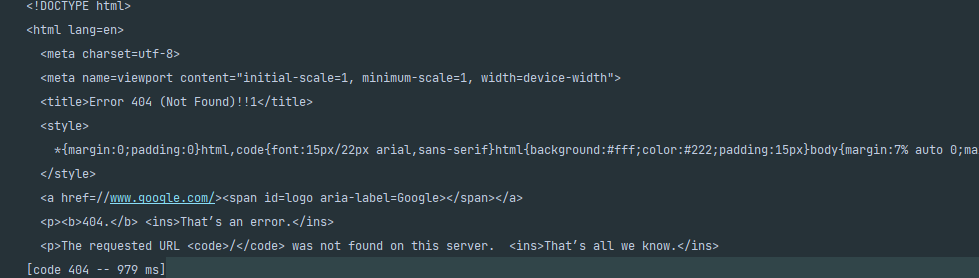 <!DOCTYPE html>
<html lang=en>
<meta charset=utf-8>
<meta name=viewport content="initial-scale=1, minimum-scale=1, width=device-width">
<title>Error 404 (Not Found)!!1</title>
<style>
*{margin:0;padding:0}html,code{font:15px/22px arial,sans-serif}html{background:#fff;color:#222;padding:15px}body{margin:7% auto 0;ma
</style>
<a href=//www.google.com/><span id=logo aria-label=Google></span></a>
<p><b>404.</b> <ins>That’s an error.</ins>
<p>The requested URL <code>/</code> was not found on this server.  <ins>That’s all we know.</ins>
[code 404 -- 979 ms]